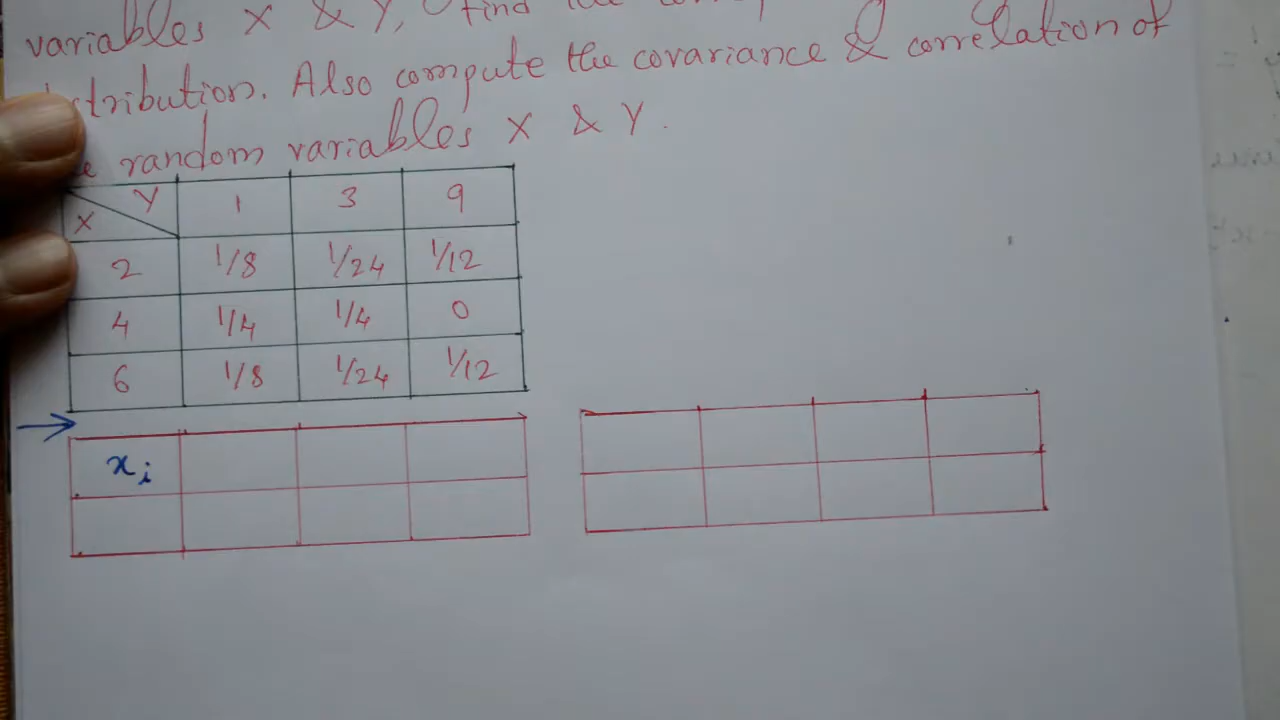 variables X & Y, find
distribution. Also compute the covariance & correlation of
random variables X & Y.
X Y 1 3 9
2 1/8 1/24 1/12
4 1/4 1/4 0
6 1/8 1/24 1/12
→
xi